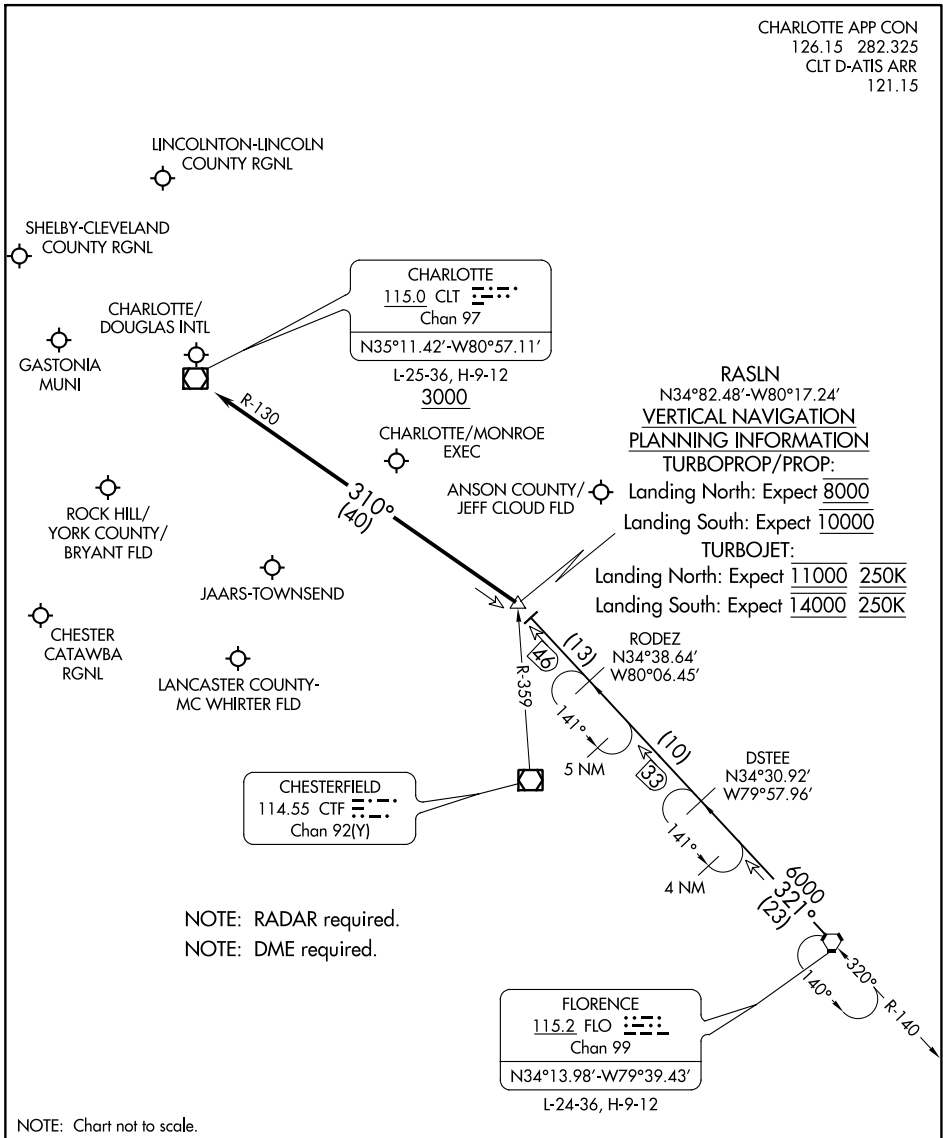 CHARLOTTE APP CON
126.15 282.325
CLT D-ATIS ARR
121.15
LINCOLNTON-LINCOLN
COUNTY RGNL
SHELBY-CLEVELAND
COUNTY RGNL
CHARLOTTE/
DOUGLAS INTL
GASTONIA
MUNI
CHARLOTTE
115.0 CLT
Chan 97
N35°11.42'-W80°57.11'
L-25-36, H-9-12
3000
R-130
310°
(40)
CHARLOTTE/MONROE
EXEC
ANSON COUNTY/
JEFF CLOUD FLD
RASLN
N34°82.48'-W80°17.24'
VERTICAL NAVIGATION
PLANNING INFORMATION
TURBOPROP/PROP:
Landing North: Expect 8000
Landing South: Expect 10000
TURBOJET:
Landing North: Expect 11000 250K
Landing South: Expect 14000 250K
ROCK HILL/
YORK COUNTY/
BRYANT FLD
JAARS-TOWNSEND
CHESTER
CATAWBA
RGNL
LANCASTER COUNTY-
MC WHIRTER FLD
R-359
46
(13)
RODEZ
N34°38.64'
W80°06.45'
141°
5 NM
(10)
33
DSTEE
N34°30.92'
W79°57.96'
141°
4 NM
CHESTERFIELD
114.55 CTF
Chan 92(Y)
6000
321°
(23)
NOTE: RADAR required.
NOTE: DME required.
140°
320°
R-140
FLORENCE
115.2 FLO
Chan 99
N34°13.98'-W79°39.43'
L-24-36, H-9-12
NOTE: Chart not to scale.